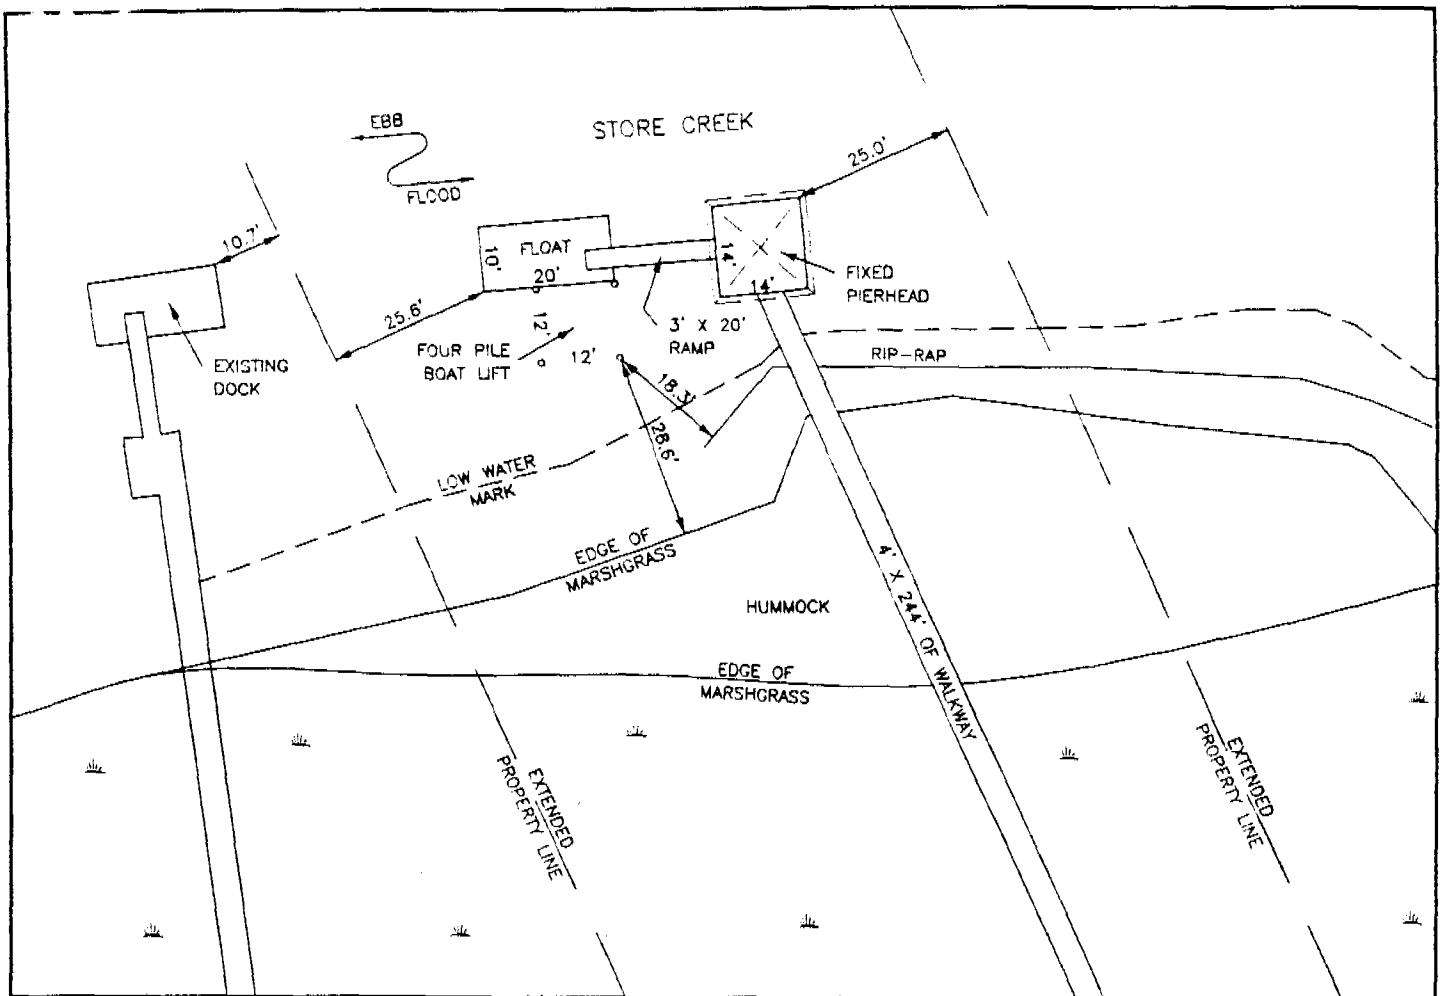 EBB
FLOOD
STORE CREEK
25.0'
10.7'
FLOAT
10'
20'
14'
14'
FIXED
PIERHEAD
25.6'
EXISTING
DOCK
12'
12'
FOUR PILE
BOAT LIFT
3' X 20'
RAMP
RIP-RAP
18.3'
28.6'
LOW WATER
MARK
EDGE OF
MARSHGRASS
HUMMOCK
4' X 244' OF WALKWAY
EDGE OF
MARSHGRASS
EXTENDED
PROPERTY LINE
EXTENDED
PROPERTY LINE